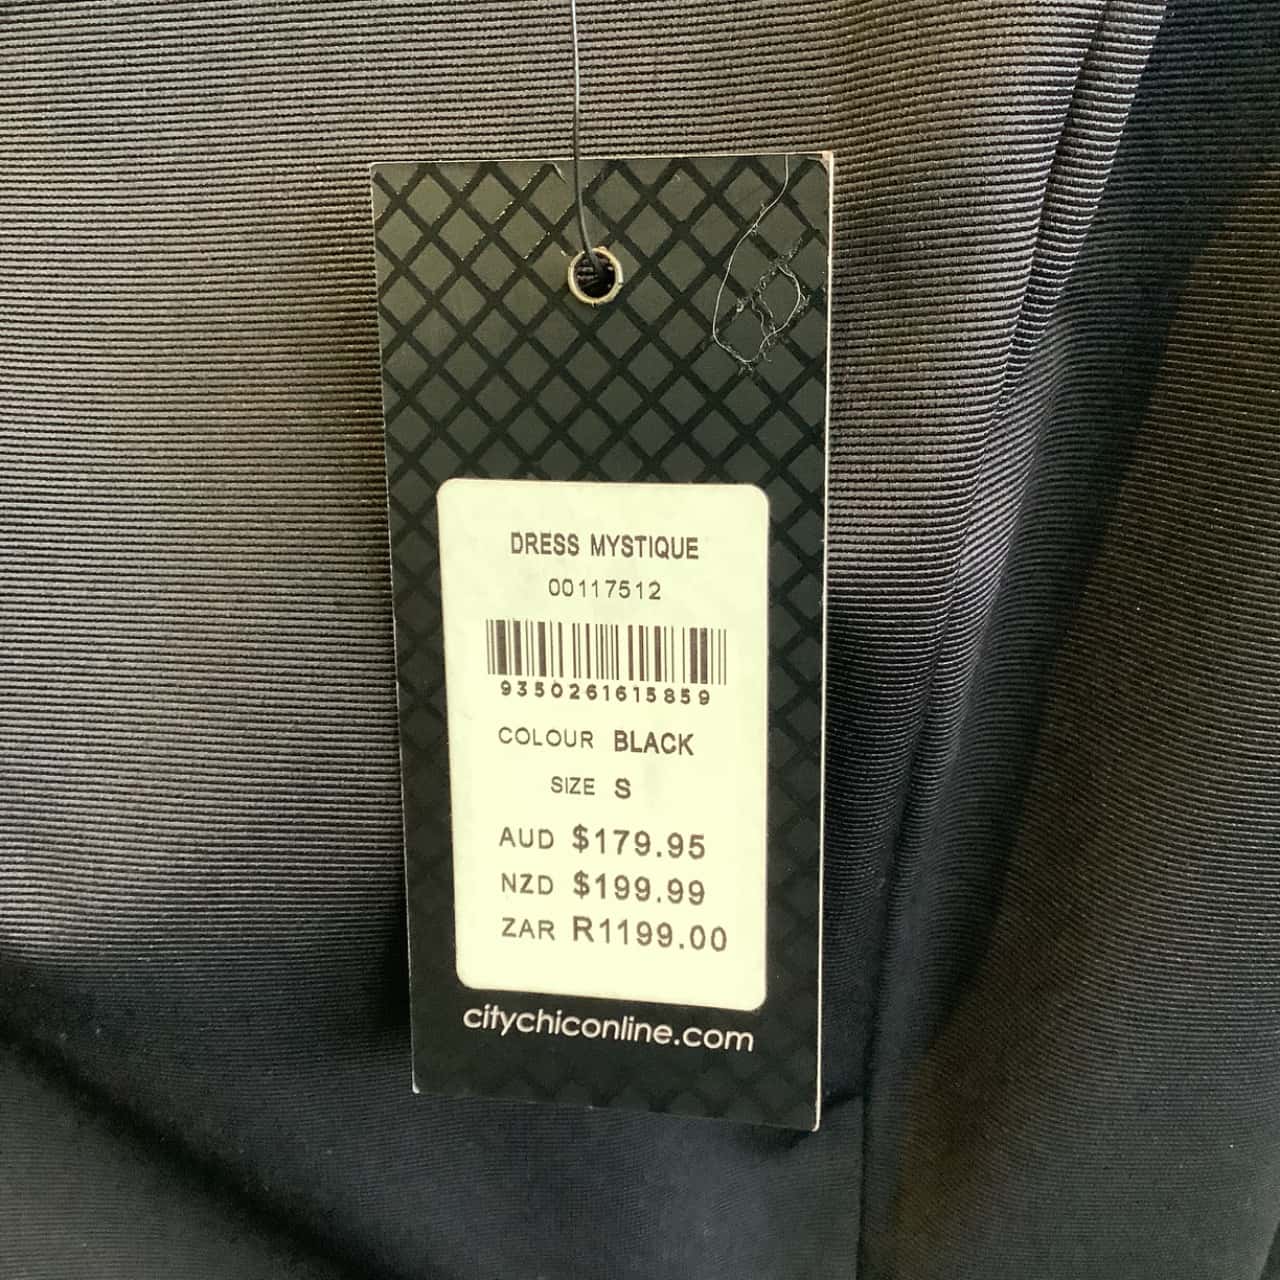 DRESS MYSTIQUE
00117512
9350261615859
COLOUR BLACK
SIZE S
AUD $179.95
NZD $199.99
ZAR R1199.00
citychiconline.com